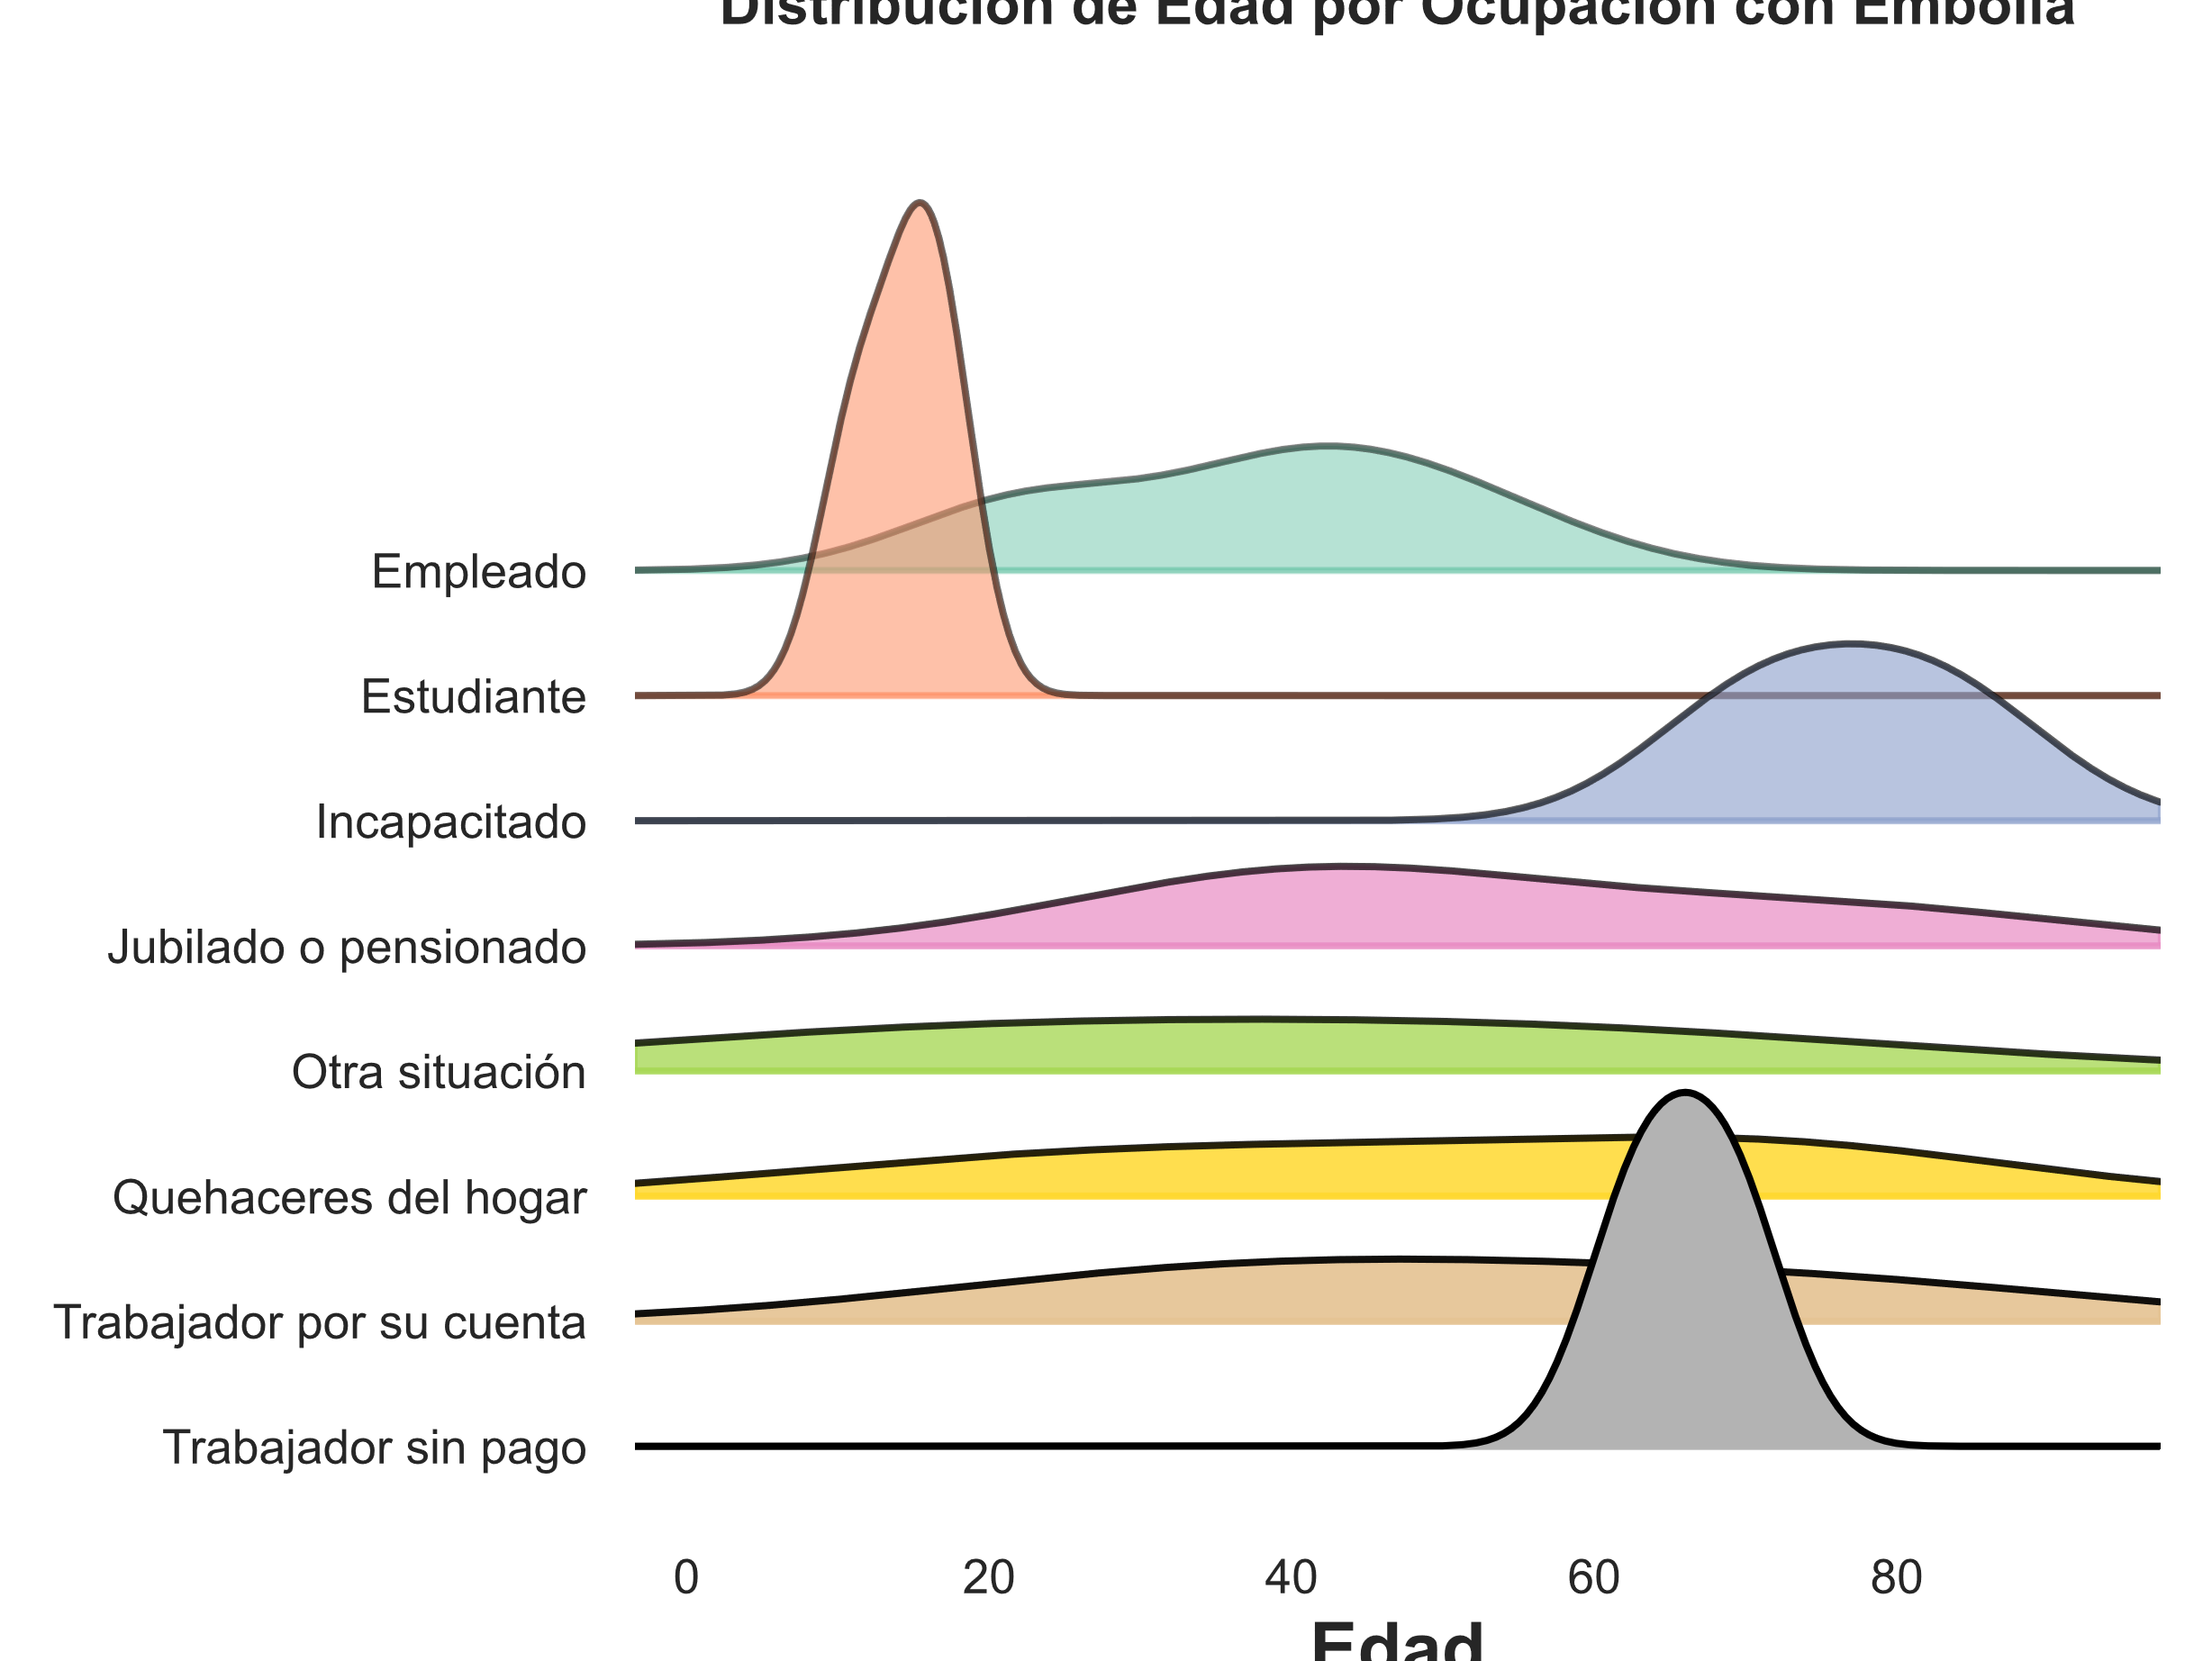 Distribución de Edad por Ocupación con Embolia
Empleado
Estudiante
Incapacitado
Jubilado o pensionado
Otra situación
Quehaceres del hogar
Trabajador por su cuenta
Trabajador sin pago
0 20 40 60 80
Edad